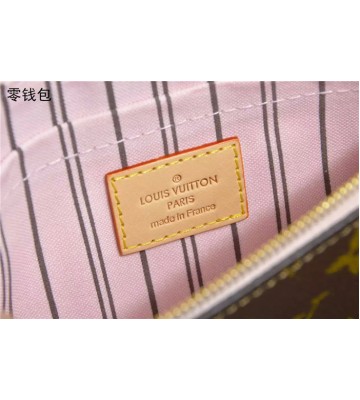 零钱包
®
LOUIS VUITTON
PARIS
made in France